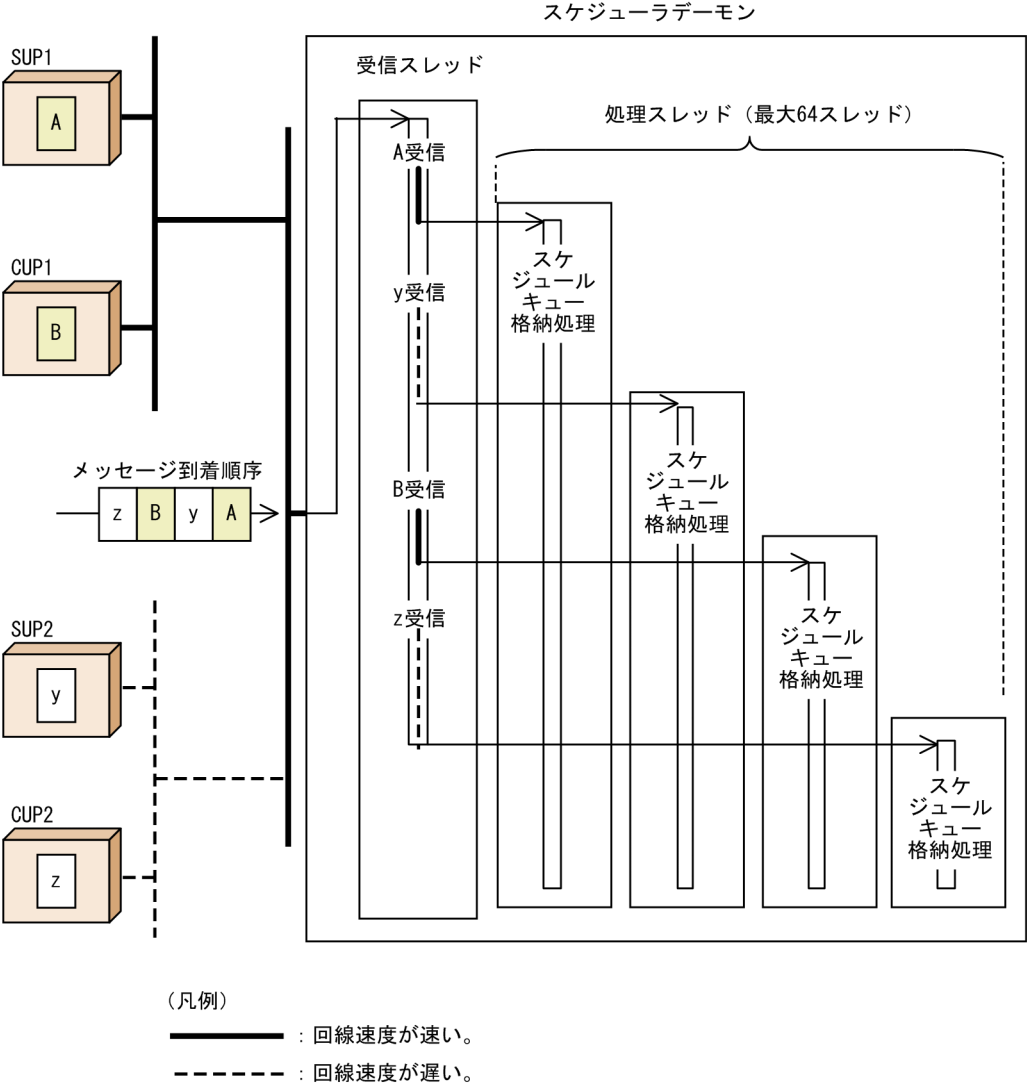 スケジューラデーモン
SUP1
A
CUP1
B
受信スレッド
処理スレッド（最大64スレッド）
A受信
スケ
ジュール
キュー
格納処理
y受信
スケ
ジュール
キュー
格納処理
メッセージ到着順序
z B y A
B受信
スケ
ジュール
キュー
格納処理
z受信
スケ
ジュール
キュー
格納処理
SUP2
y
CUP2
z
（凡例）
：回線速度が速い。
：回線速度が遅い。